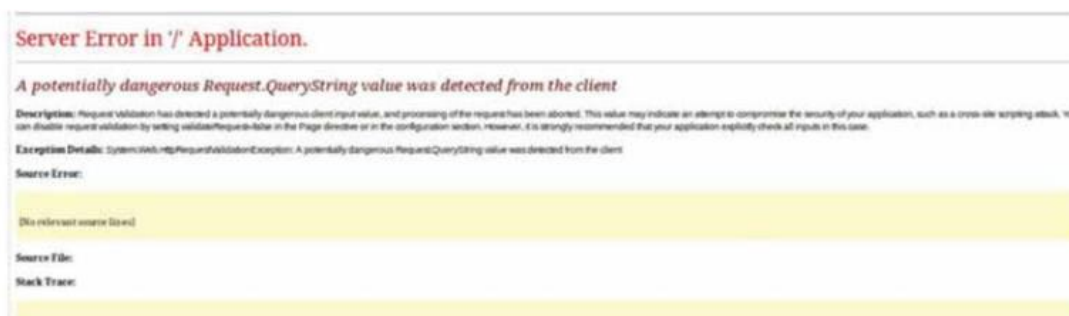 Server Error in '/' Application.
A potentially dangerous Request.QueryString value was detected from the client
Description: Request Validation has detected a potentially dangerous client input value, and processing of the request has been aborted. This value may indicate an attempt to compromise the security of your application, such as a cross-site scripting attack. Y
can disable request validation by setting validateRequest=false in the Page directive or in the configuration section. However, it is strongly recommended that your application explicitly check all inputs in this case.
Exception Details: System.Web.HttpRequestValidationException: A potentially dangerous Request.QueryString value was detected from the client
Source Error:
[No relevant source lines]
Source File:
Stack Trace: